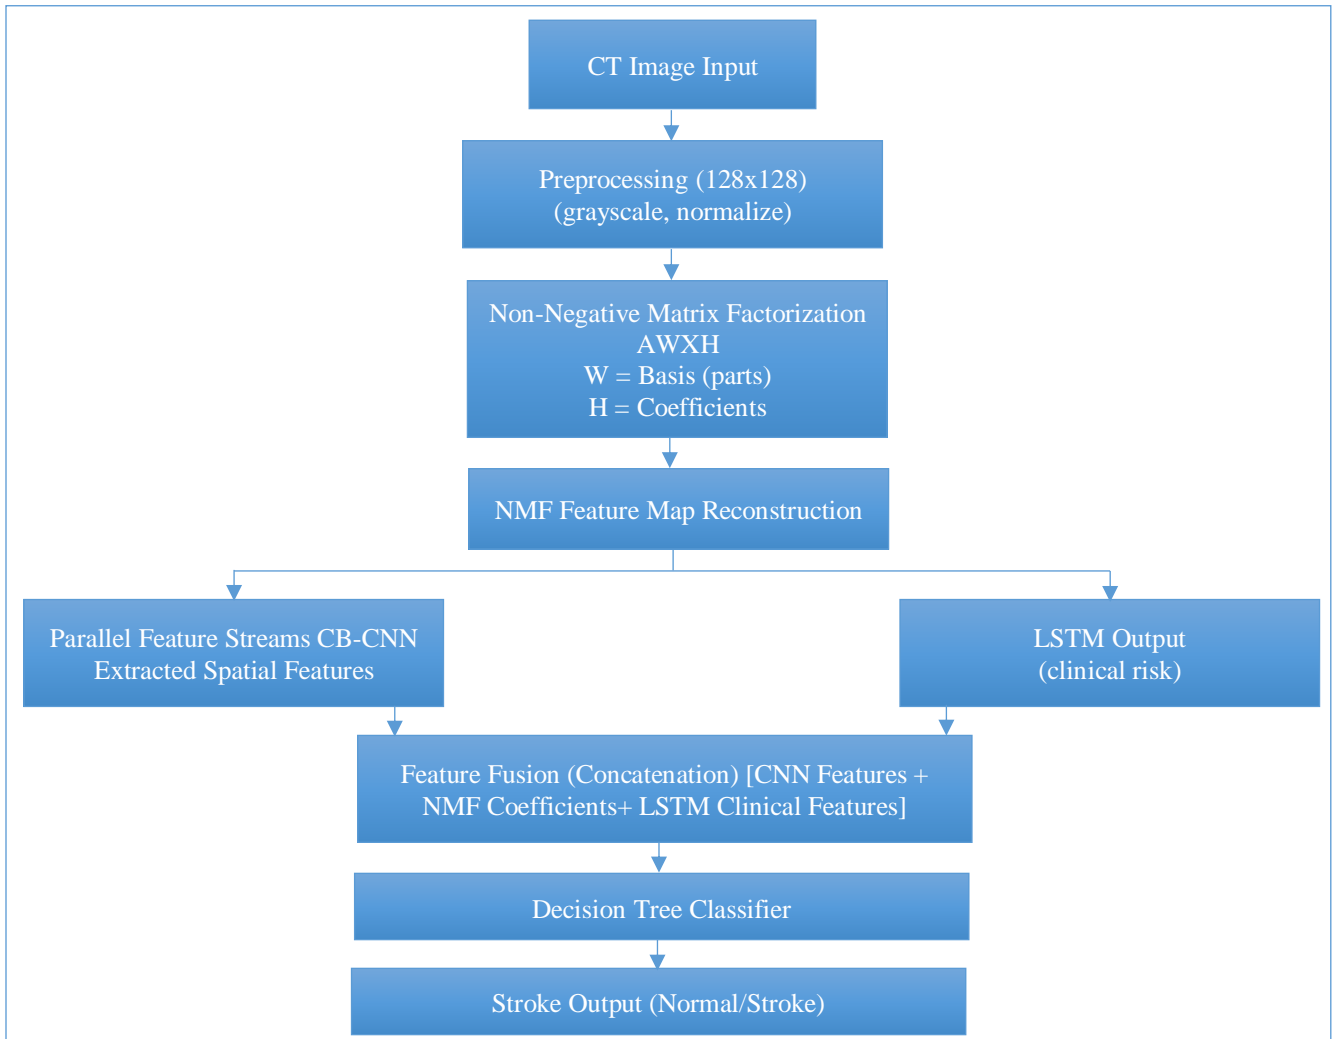 CT Image Input
Preprocessing (128x128)
(grayscale, normalize)
Non-Negative Matrix Factorization
AWXH
W = Basis (parts)
H = Coefficients
NMF Feature Map Reconstruction
Parallel Feature Streams CB-CNN
Extracted Spatial Features
LSTM Output
(clinical risk)
Feature Fusion (Concatenation) [CNN Features +
NMF Coefficients+ LSTM Clinical Features]
Decision Tree Classifier
Stroke Output (Normal/Stroke)